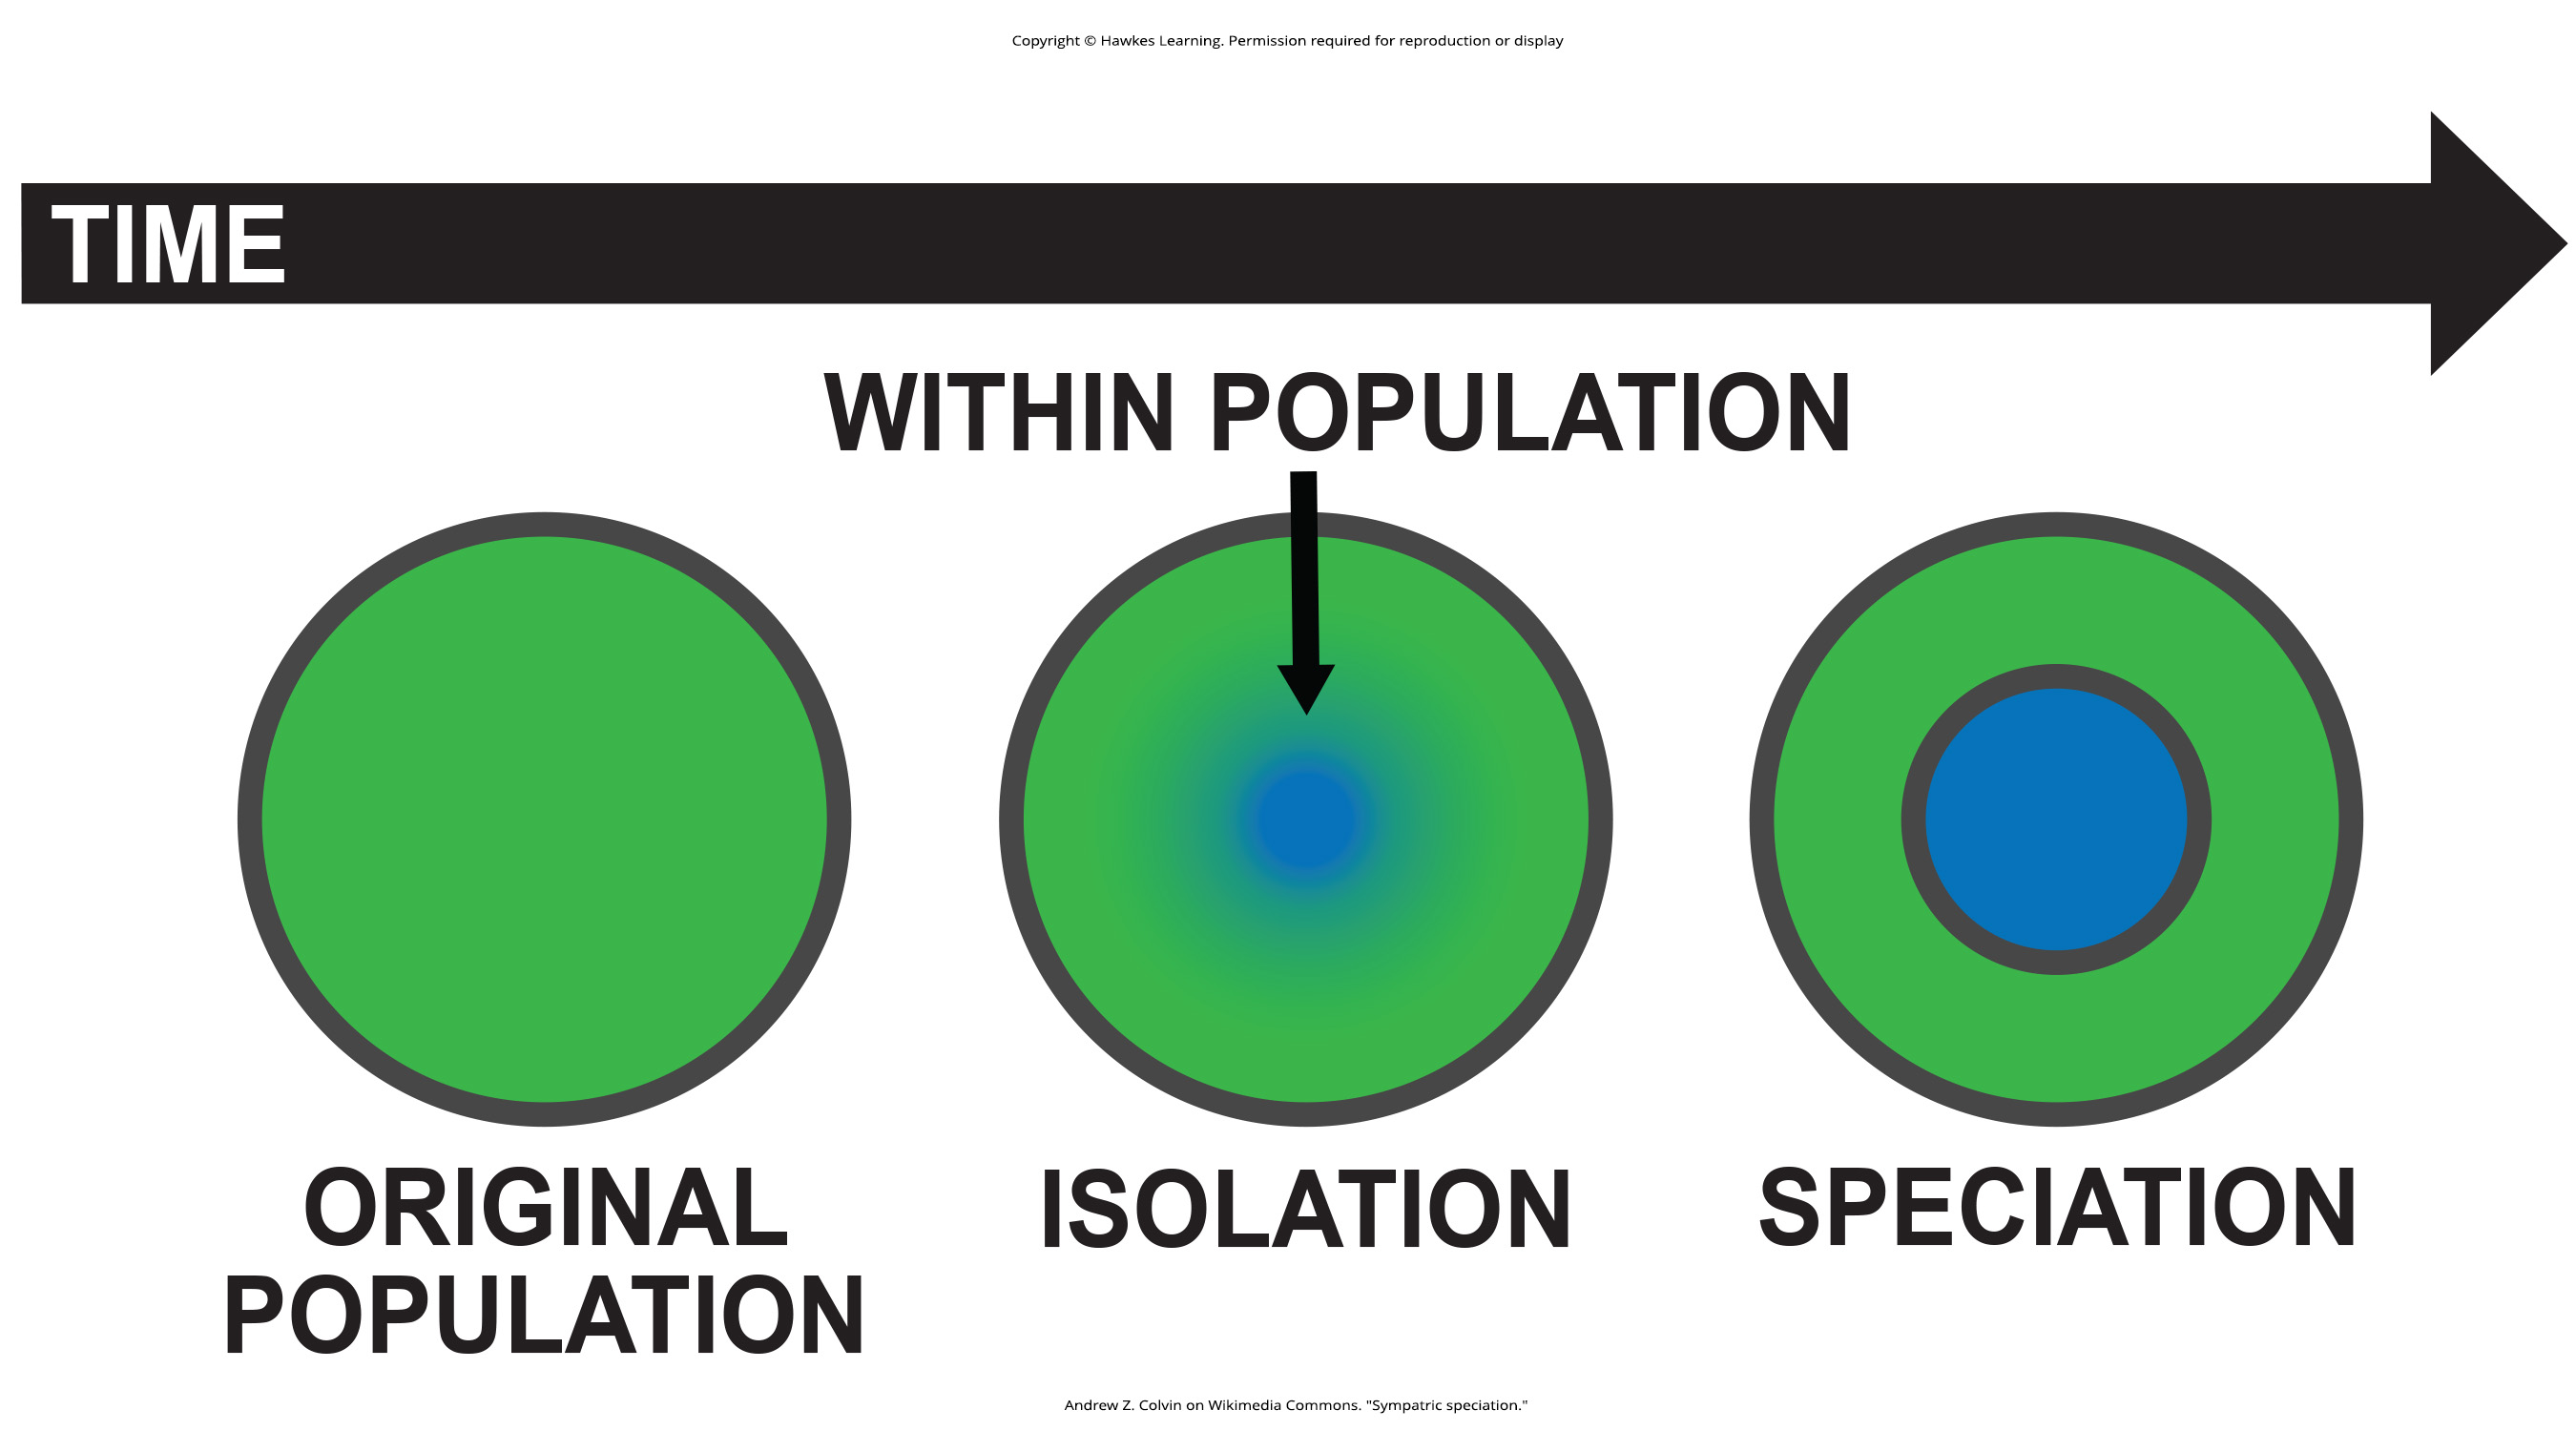 Copyright © Hawkes Learning. Permission required for reproduction or display
TIME
WITHIN POPULATION
ORIGINAL
POPULATION
ISOLATION
SPECIATION
Andrew Z. Colvin on Wikimedia Commons. "Sympatric speciation."